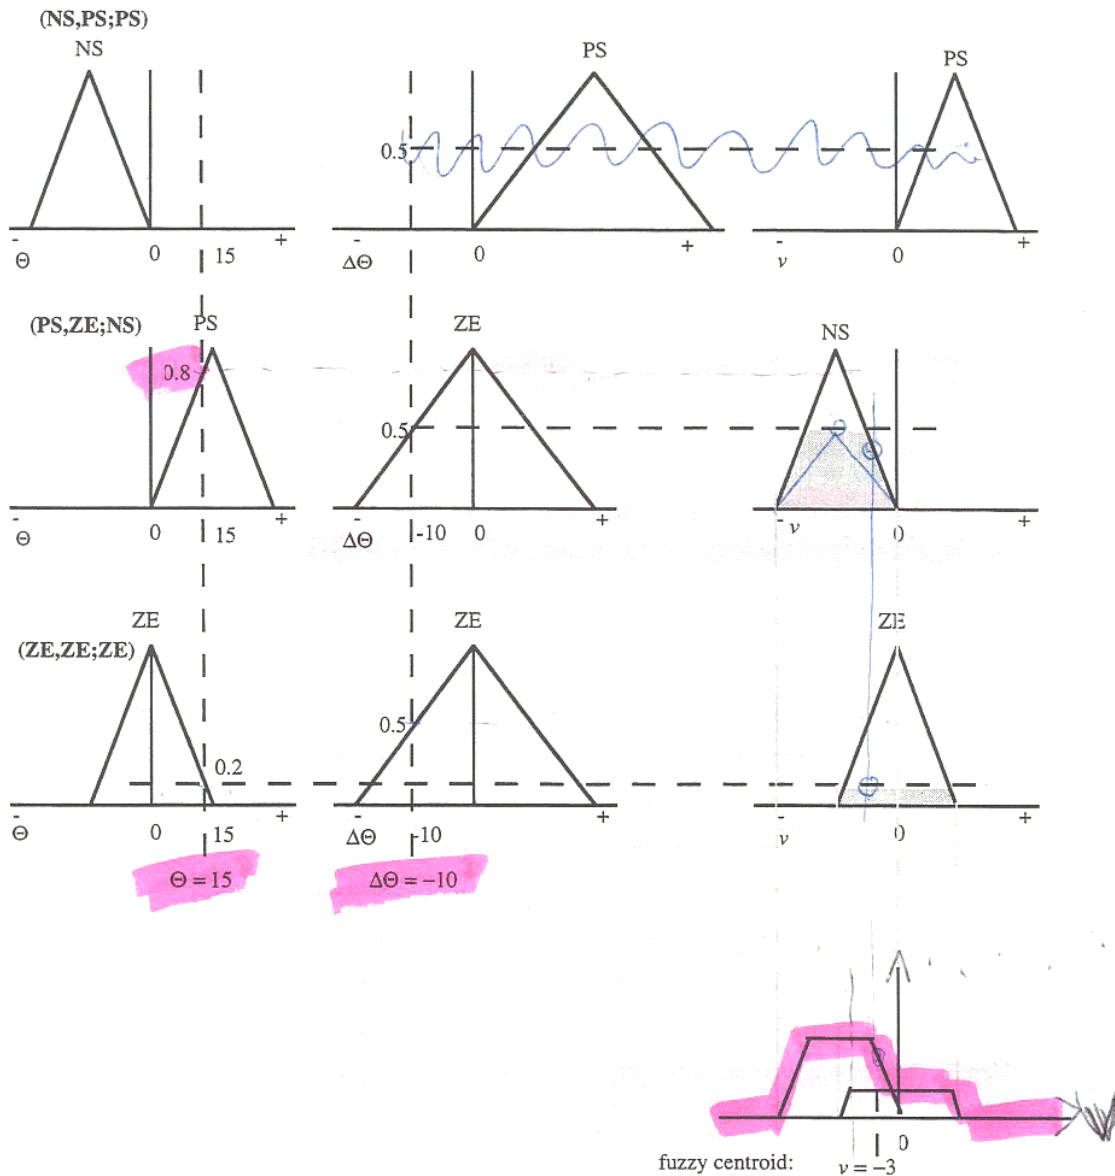 (NS,PS;PS)
NS PS PS
0.5
- Θ 0 15 + ΔΘ 0 + - v 0 +
(PS,ZE;NS) PS ZE NS
0.8
0.5
- Θ 0 15 + - ΔΘ -10 0 + - v 0 +
ZE ZE ZE
(ZE,ZE;ZE)
0.5
0.2
- Θ 0 15 + - ΔΘ -10 0 + - v 0 +
Θ = 15 ΔΘ = −10
0
fuzzy centroid: v = −3